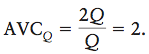 AVC_Q = 2Q/Q = 2.